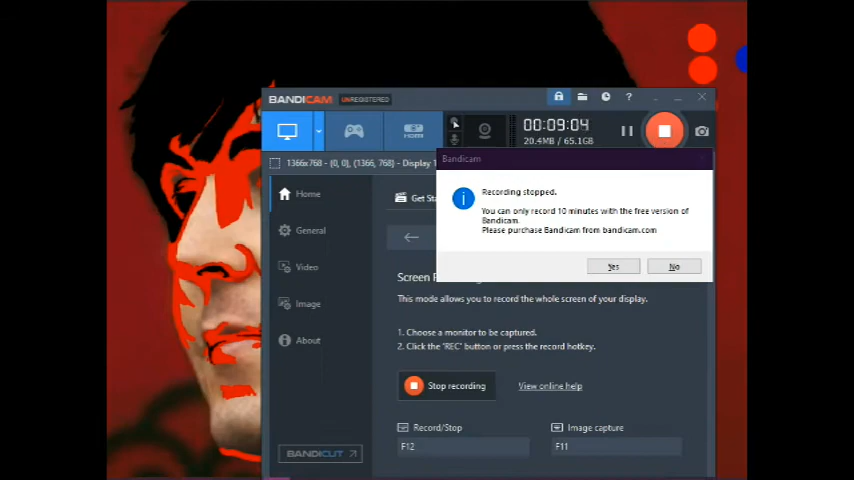 BANDICAM UNREGISTERED
?
HDMI
00:09:04
20.4MB / 65.1GB
1366x768 - (0, 0), (1366, 768) - Display 1
Bandicam
Recording stopped.
You can only record 10 minutes with the free version of
Bandicam.
Please purchase Bandicam from bandicam.com
Yes
No
Home
General
Video
Image
About
BANDICUT
Get Sta
Screen
This mode allows you to record the whole screen of your display.
1. Choose a monitor to be captured.
2. Click the 'REC' button or press the record hotkey.
Stop recording
View online help
Record/Stop
Image capture
F12
F11